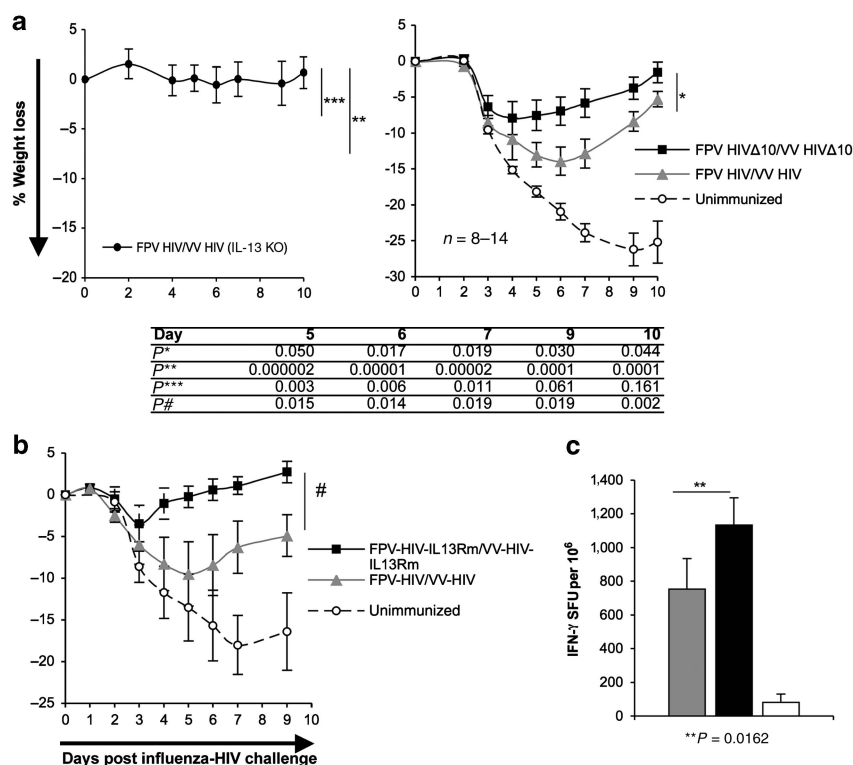 a
% Weight loss
5
0
–5
–10
–15
–20
0 2 4 6 8 10
FPV HIV/VV HIV (IL-13 KO)
***
**
5
0
-5
-10
-15
-20
-25
-30
0 1 2 3 4 5 6 7 8 9 10
n = 8–14
*
FPV HIVΔ10/VV HIVΔ10
FPV HIV/VV HIV
Unimmunized
Day 5 6 7 9 10
P* 0.050 0.017 0.019 0.030 0.044
P** 0.000002 0.00001 0.00002 0.0001 0.0001
P*** 0.003 0.006 0.011 0.061 0.161
P# 0.015 0.014 0.019 0.019 0.002
b
5
0
–5
–10
–15
–20
–25
0 1 2 3 4 5 6 7 8 9 10
#
FPV-HIV-IL13Rm/VV-HIV-
IL13Rm
FPV-HIV/VV-HIV
Unimmunized
Days post influenza-HIV challenge
c
IFN-γ SFU per 10⁶
1,400
1,200
1,000
800
600
400
200
0
**
**P = 0.0162